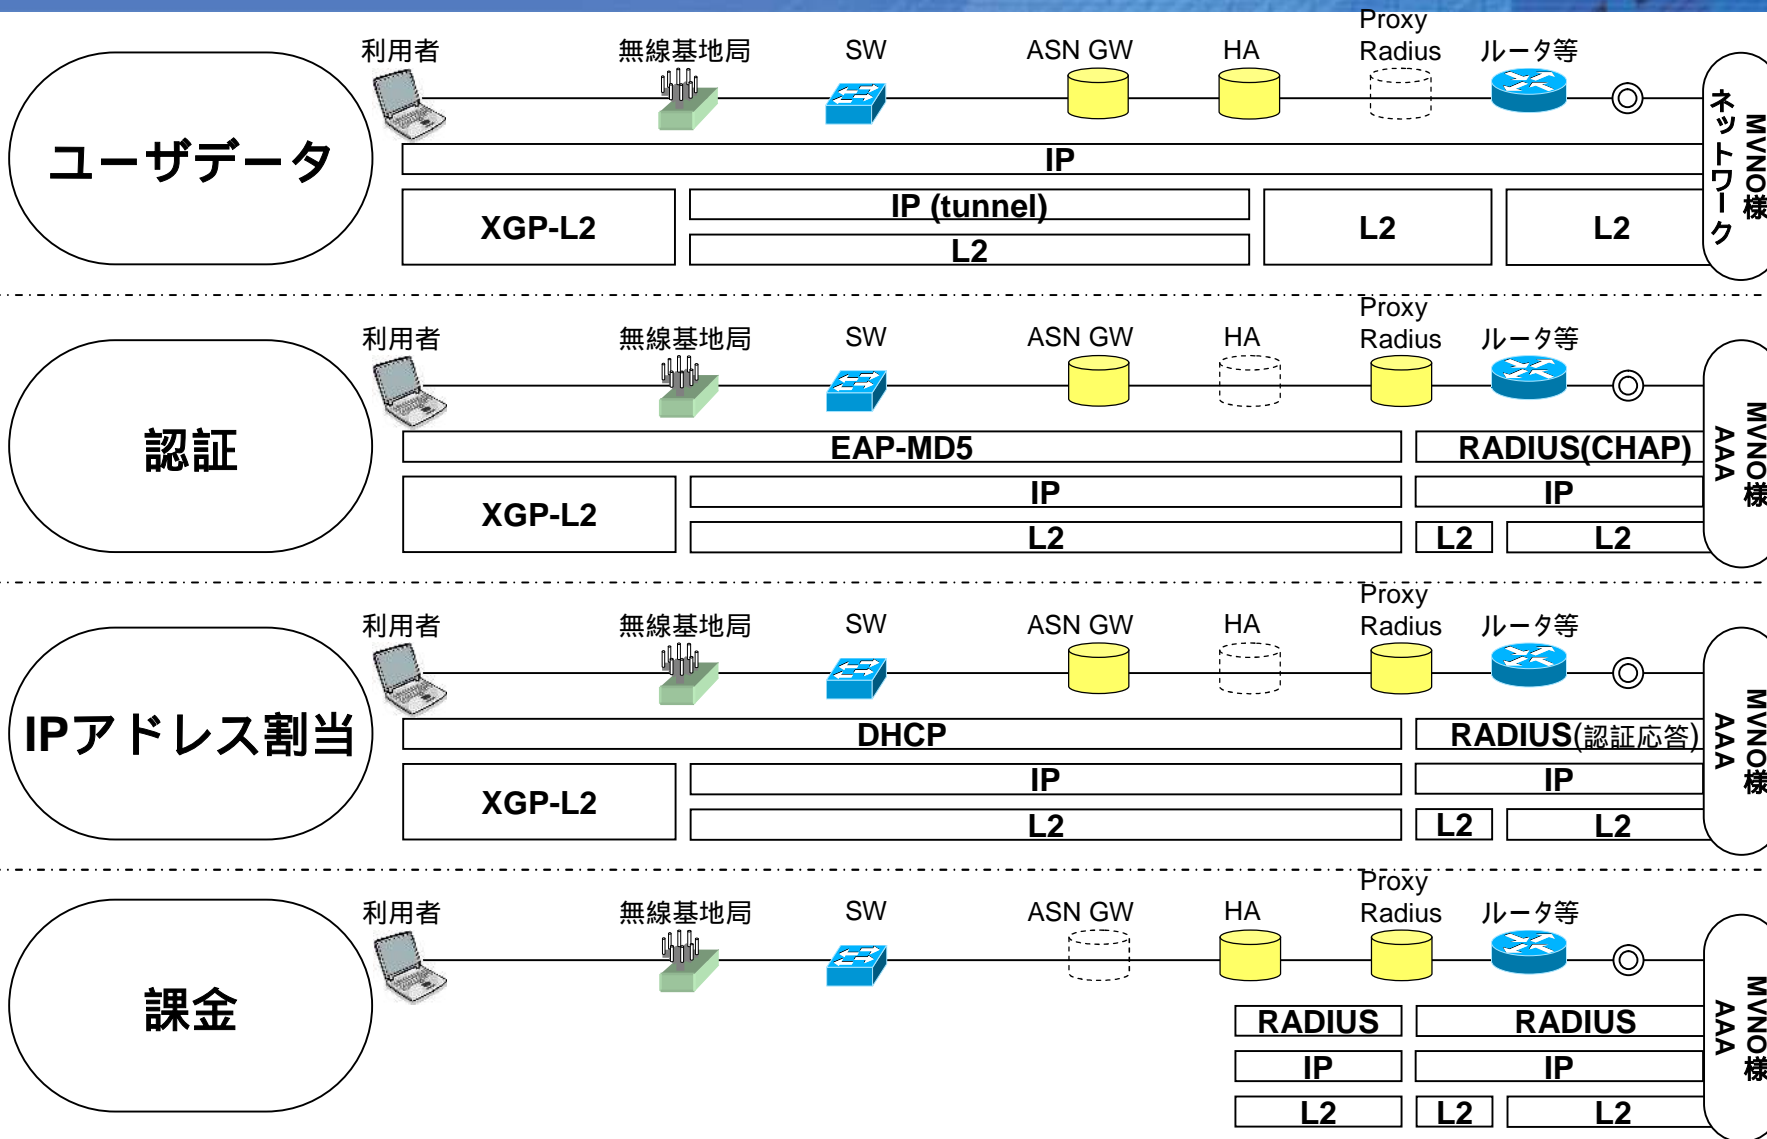 利用者
無線基地局
SW
ASN GW
HA
Proxy
Radius
ルータ等
ユーザデータ
IP
XGP-L2
IP (tunnel)
L2
L2
L2
MVNO様
ネットワーク
利用者
無線基地局
SW
ASN GW
HA
Proxy
Radius
ルータ等
認証
EAP-MD5
RADIUS(CHAP)
XGP-L2
IP
IP
L2
L2
L2
MVNO様
AAA
利用者
無線基地局
SW
ASN GW
HA
Proxy
Radius
ルータ等
IPアドレス割当
DHCP
RADIUS(認証応答)
XGP-L2
IP
IP
L2
L2
L2
MVNO様
AAA
利用者
無線基地局
SW
ASN GW
HA
Proxy
Radius
ルータ等
課金
RADIUS
RADIUS
IP
IP
L2
L2
L2
MVNO様
AAA